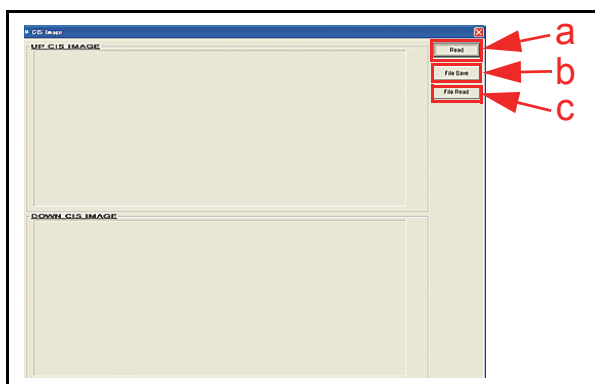 CIS Image
UP CIS IMAGE
Read
a
File Save
b
File Read
c
DOWN CIS IMAGE